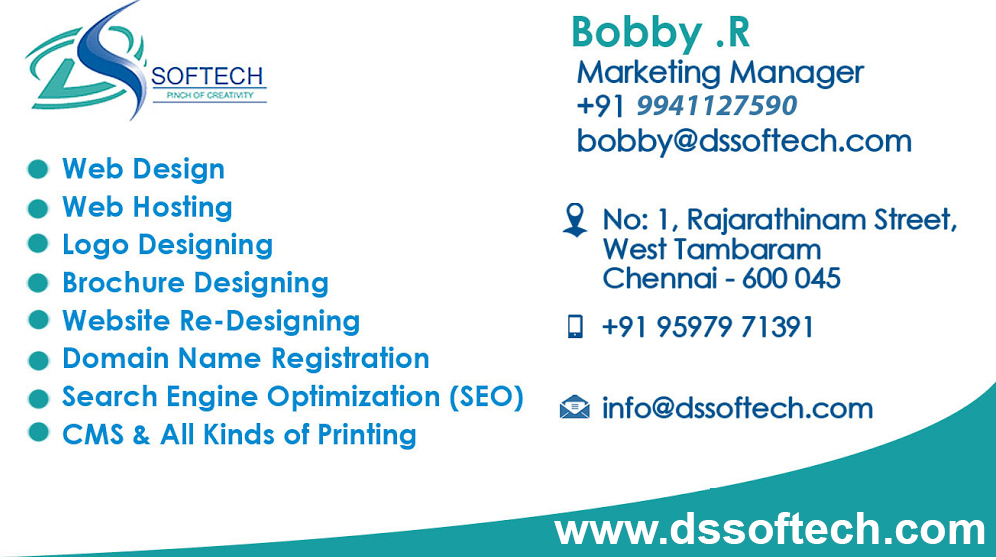 DS
SOFTECH
PINCH OF CREATIVITY
Web Design
Web Hosting
Logo Designing
Brochure Designing
Website Re-Designing
Domain Name Registration
Search Engine Optimization (SEO)
CMS & All Kinds of Printing
Bobby .R
Marketing Manager
+91 9941127590
bobby@dssoftech.com
No: 1, Rajarathinam Street,
West Tambaram
Chennai - 600 045
+91 95979 71391
info@dssoftech.com
www.dssoftech.com